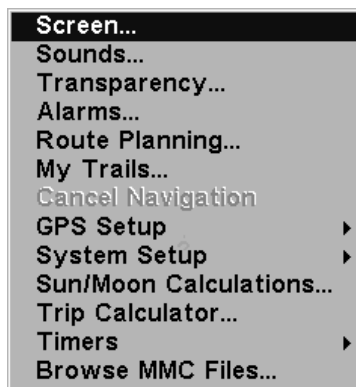 Screen...
Sounds...
Transparency...
Alarms...
Route Planning...
My Trails...
Cancel Navigation
GPS Setup
System Setup
Sun/Moon Calculations...
Trip Calculator...
Timers
Browse MMC Files...